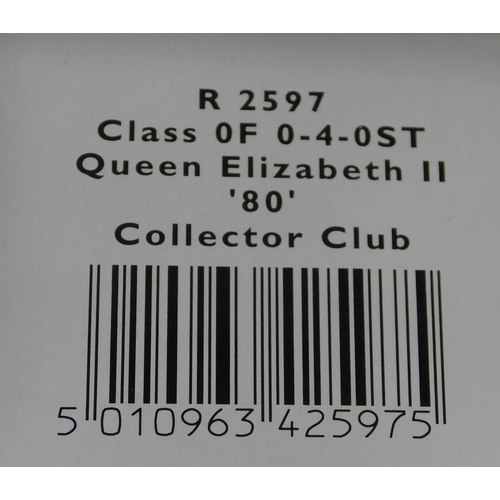 R 2597
Class 0F 0-4-0ST
Queen Elizabeth II
'80'
Collector Club
5 010963 425975